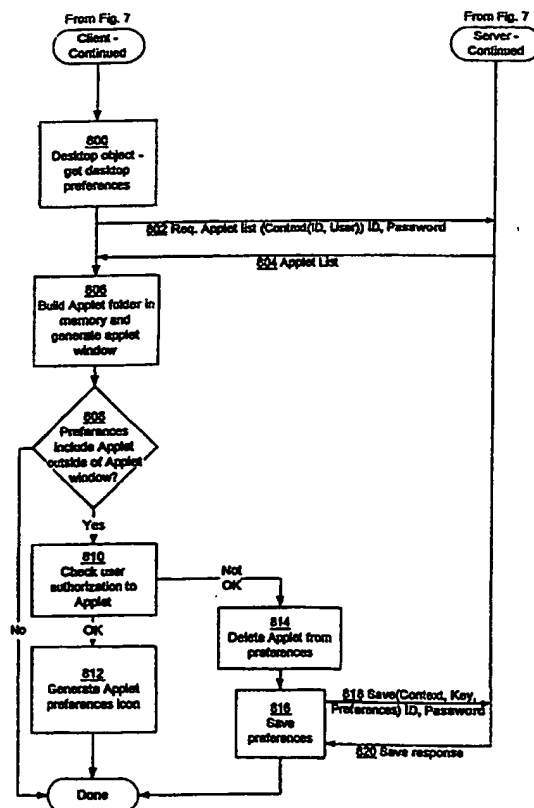 From Fig. 7
Client -
Continued
From Fig. 7
Server -
Continued
800
Desktop object -
get desktop
preferences
802 Req. Applet list (Context(ID, User)) ID, Password
804 Applet List
806
Build Applet folder in
memory and
generate applet
window
808
Preferences
include Applet
outside of Applet
window?
Yes
No
810
Check user
authorization to
Applet
Not
OK
OK
812
Generate Applet
preferences icon
814
Delete Applet from
preferences
816
Save
preferences
818 Save(Context, Key,
Preferences) ID, Password
820 Save response
Done